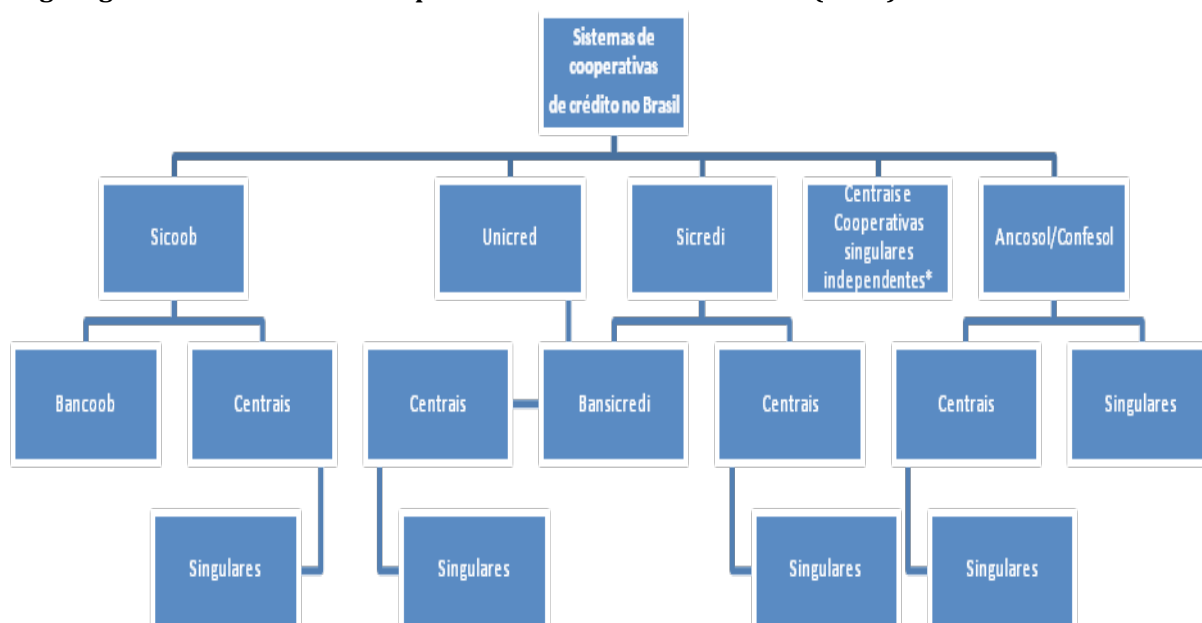 Sistemas de
cooperativas
de crédito no Brasil
Sicoob
Unicred
Sicredi
Centrais e
Cooperativas
singulares
independentes*
Ancosol/Confesol
Bancoob
Centrais
Centrais
Bansicredi
Centrais
Centrais
Singulares
Singulares
Singulares
Singulares
Singulares